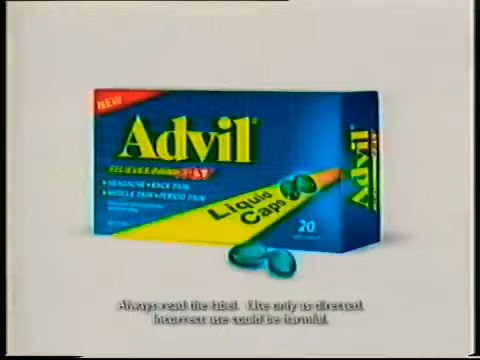 NEW
Advil
RELIEVES PAIN FAST
• HEADACHE • BACK PAIN
• MUSCLE PAIN • PERIOD PAIN
Liquid
Caps
20
Advil
Always read the label. Use only as directed.
Incorrect use could be harmful.